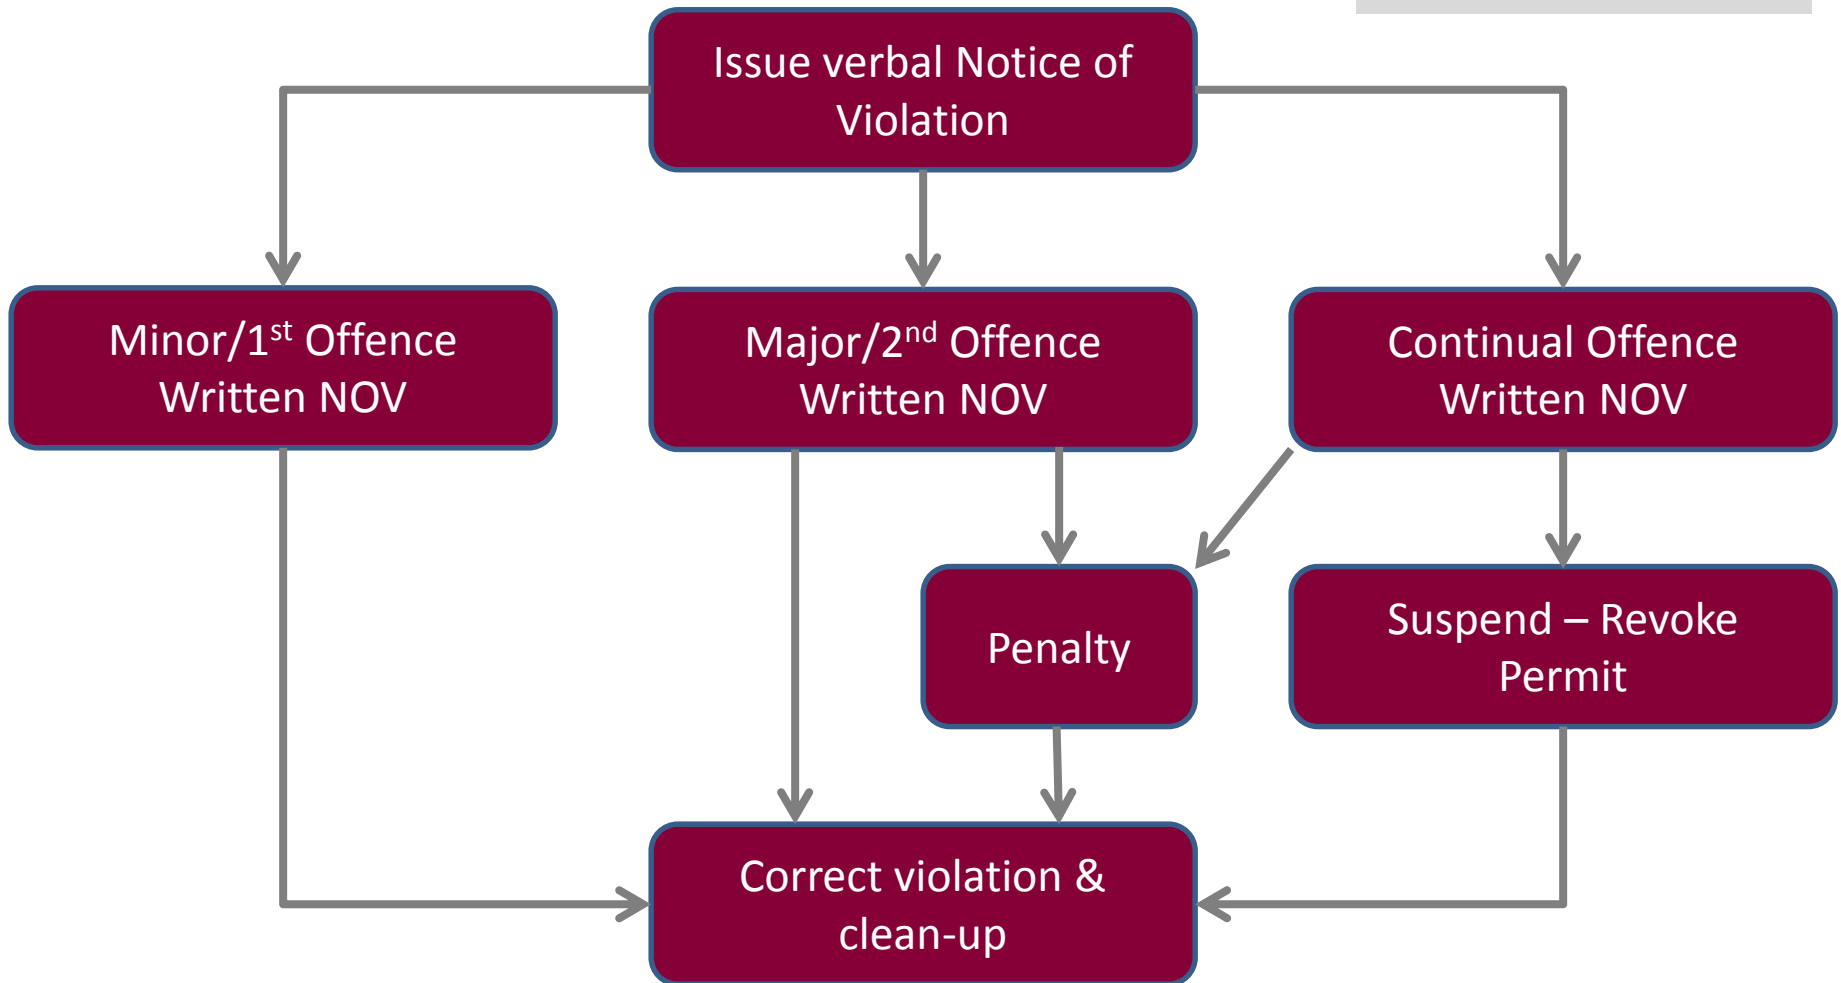 Issue verbal Notice of
Violation
Minor/1st Offence
Written NOV
Major/2nd Offence
Written NOV
Continual Offence
Written NOV
Penalty
Suspend – Revoke
Permit
Correct violation &
clean-up